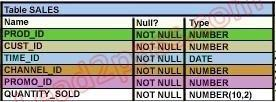 Table SALES
Name Null? Type
PROD_ID NOT NULL NUMBER
CUST_ID NOT NULL NUMBER
TIME_ID NOT NULL DATE
CHANNEL_ID NOT NULL NUMBER
PROMO_ID NOT NULL NUMBER
QUANTITY_SOLD NOT NULL NUMBER(10,2)